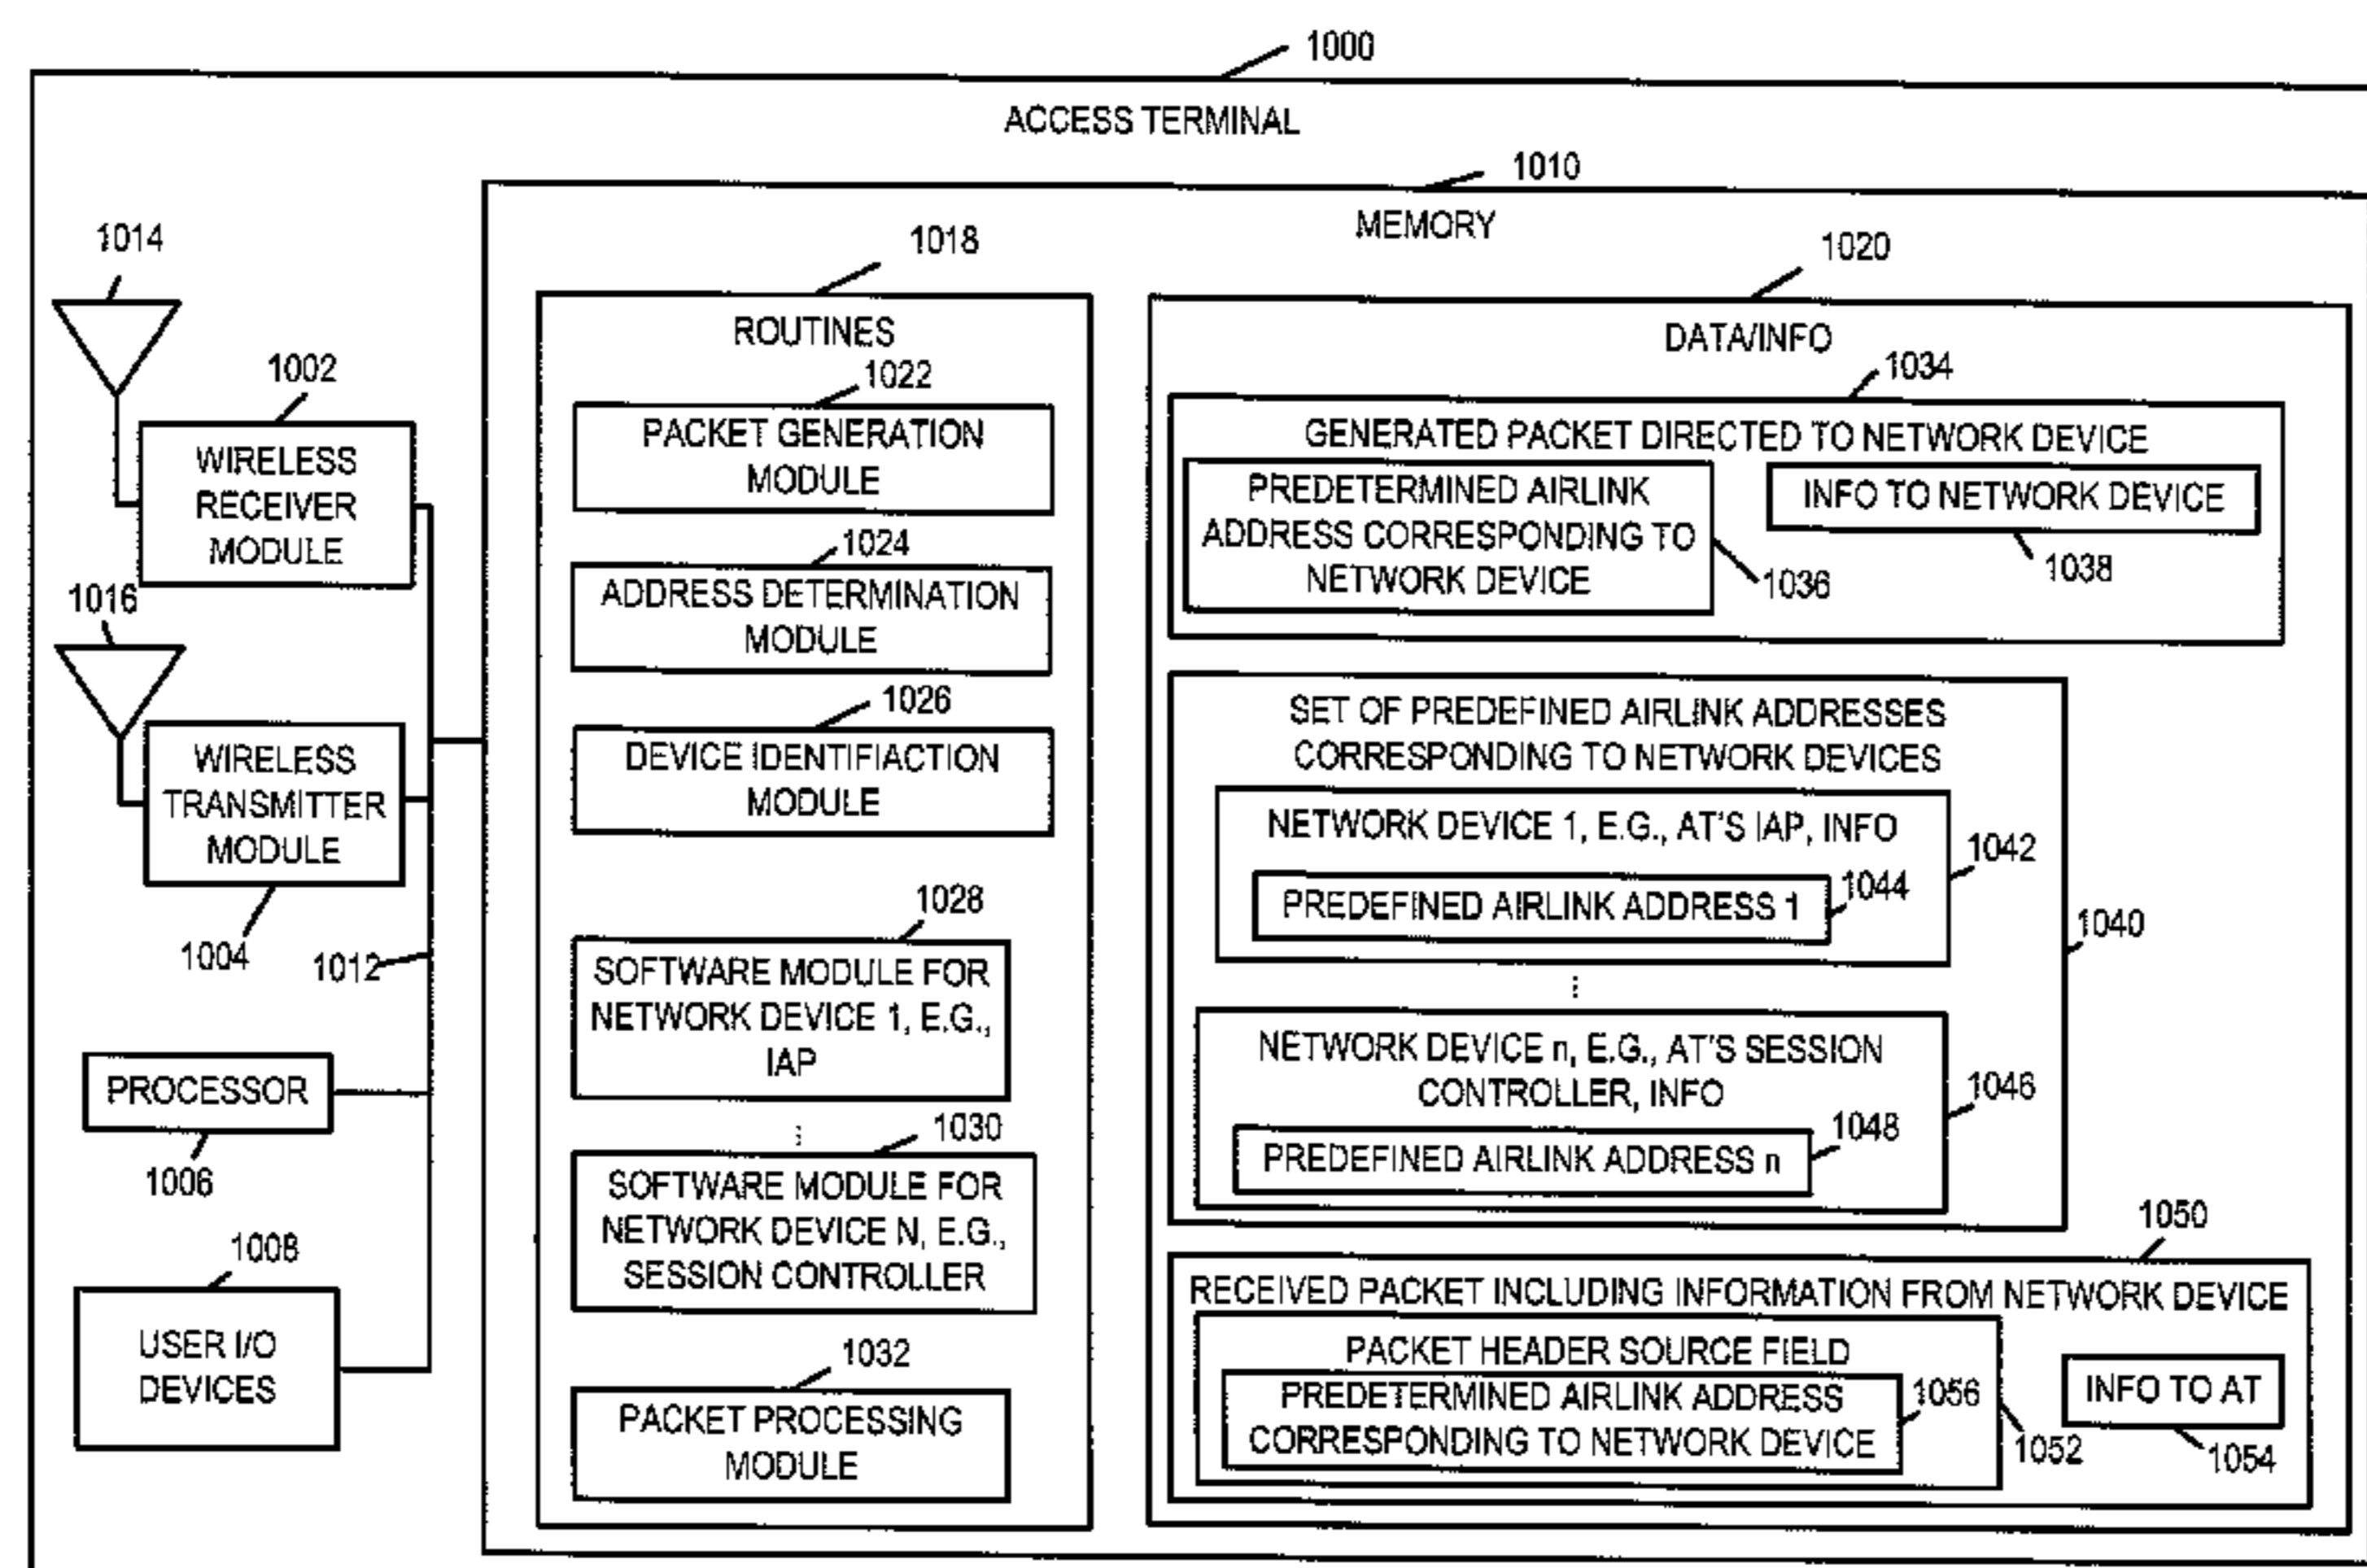 1000
ACCESS TERMINAL
1010
MEMORY
1014
1002
WIRELESS
RECEIVER
MODULE
1016
WIRELESS
TRANSMITTER
MODULE
1004
1012
PROCESSOR
1006
1008
USER I/O
DEVICES
1018
ROUTINES
1022
PACKET GENERATION
MODULE
1024
ADDRESS DETERMINATION
MODULE
1026
DEVICE IDENTIFIACTION
MODULE
1028
SOFTWARE MODULE FOR
NETWORK DEVICE 1, E.G.,
IAP
⋮
1030
SOFTWARE MODULE FOR
NETWORK DEVICE N, E.G.,
SESSION CONTROLLER
1032
PACKET PROCESSING
MODULE
1020
DATA/INFO
1034
GENERATED PACKET DIRECTED TO NETWORK DEVICE
PREDETERMINED AIRLINK
ADDRESS CORRESPONDING TO
NETWORK DEVICE
1036
INFO TO NETWORK DEVICE
1038
SET OF PREDEFINED AIRLINK ADDRESSES
CORRESPONDING TO NETWORK DEVICES
NETWORK DEVICE 1, E.G., AT'S IAP, INFO
1042
PREDEFINED AIRLINK ADDRESS 1
1044
1040
⋮
NETWORK DEVICE n, E.G., AT'S SESSION
CONTROLLER, INFO
1046
PREDEFINED AIRLINK ADDRESS n
1048
1050
RECEIVED PACKET INCLUDING INFORMATION FROM NETWORK DEVICE
PACKET HEADER SOURCE FIELD
PREDETERMINED AIRLINK ADDRESS
CORRESPONDING TO NETWORK DEVICE
1056
1052
INFO TO AT
1054